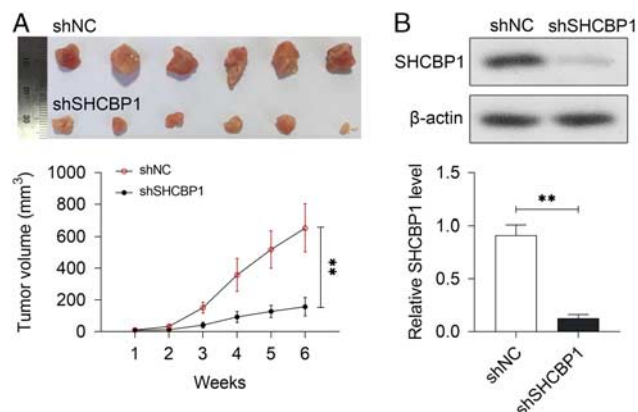 A
shNC
shSHCBP1
Tumor volume (mm³)
1000
800
600
400
200
0
shNC
shSHCBP1
**
1 2 3 4 5 6
Weeks
B
shNC shSHCBP1
SHCBP1
β-actin
Relative SHCBP1 level
1.5
1.0
0.5
0.0
**
shNC
shSHCBP1